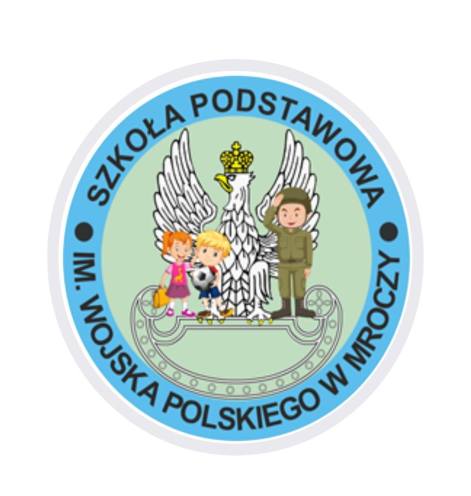 SZKOŁA PODSTAWOWA
IM. WOJSKA POLSKIEGO W MROCZY